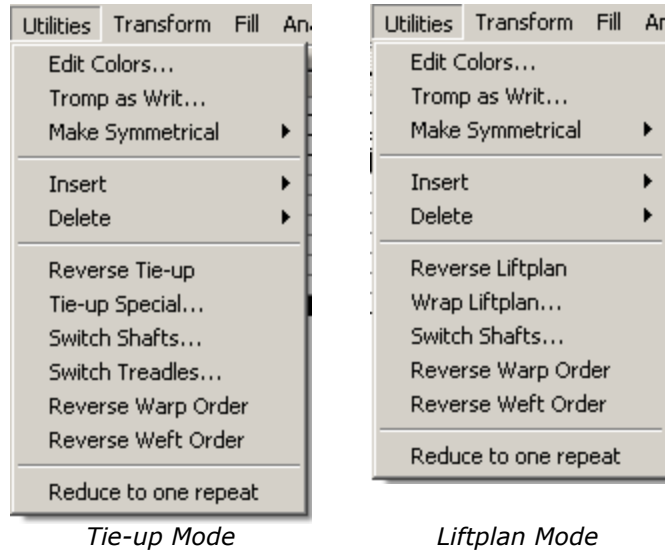 Utilities Transform Fill
Edit Colors...
Tromp as Writ...
Make Symmetrical
Insert
Delete
Reverse Tie-up
Tie-up Special...
Switch Shafts...
Switch Treadles...
Reverse Warp Order
Reverse Weft Order
Reduce to one repeat
Tie-up Mode
Utilities Transform Fill
Edit Colors...
Tromp as Writ...
Make Symmetrical
Insert
Delete
Reverse Liftplan
Wrap Liftplan...
Switch Shafts...
Reverse Warp Order
Reverse Weft Order
Reduce to one repeat
Liftplan Mode